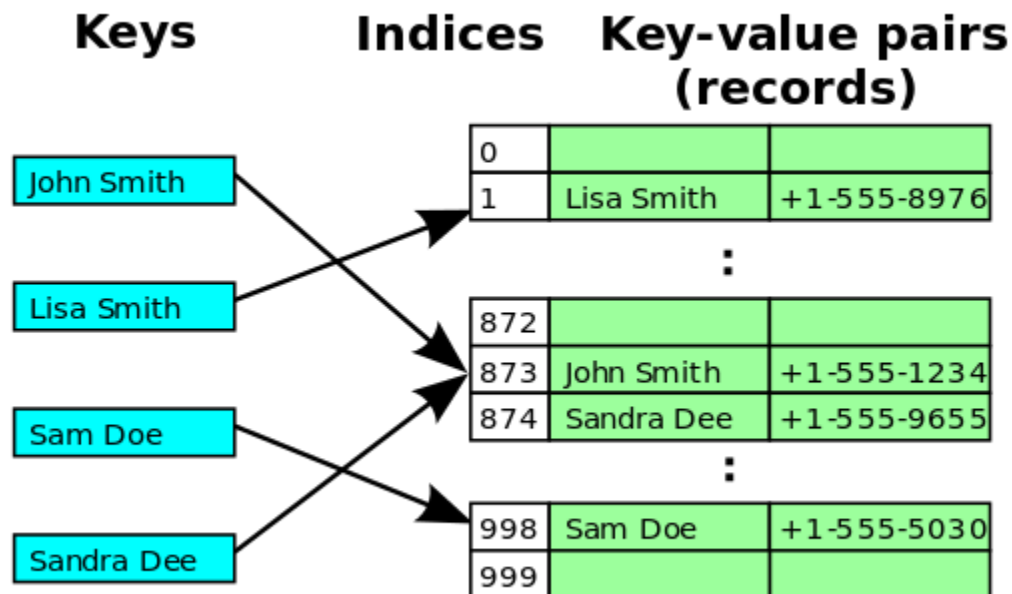 Keys
Indices
Key-value pairs
(records)
John Smith
Lisa Smith
Sam Doe
Sandra Dee
0
1 Lisa Smith +1-555-8976
:
872
873 John Smith +1-555-1234
874 Sandra Dee +1-555-9655
:
998 Sam Doe +1-555-5030
999